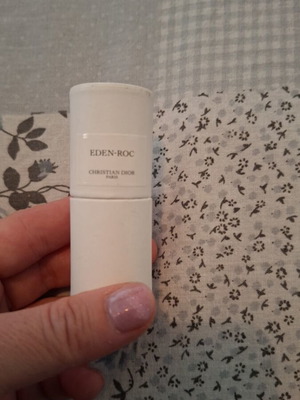 EDEN-ROC
CHRISTIAN DIOR
PARIS